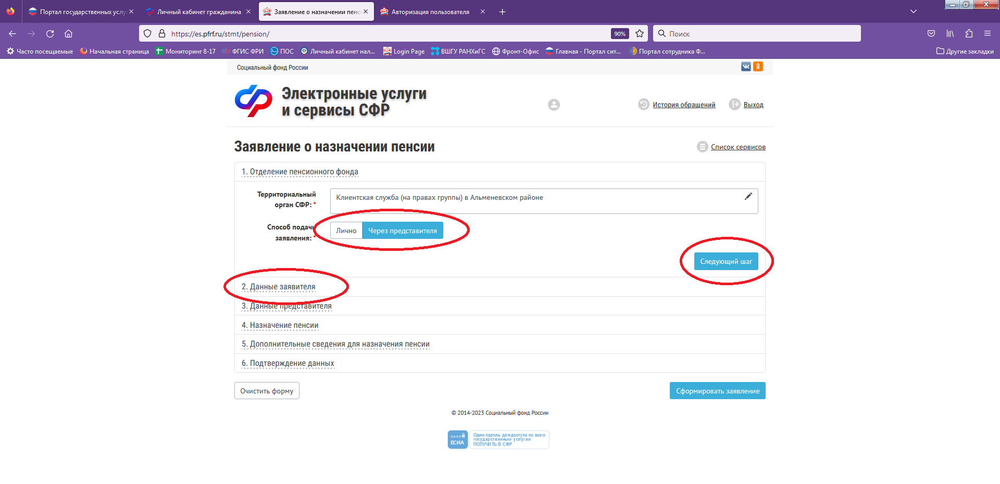 Портал государственных услу
Личный кабинет гражданина
Заявление о назначении пенс
Авторизация пользователя
https://es.pfrf.ru/stmt/pension/
90%
Поиск
Часто посещаемые
Начальная страница
Мониторинг 8-17
ФГИС ФРИ
ПОС
Личный кабинет нал...
Login Page
ВШГУ РАНХиГС
Фронт-Офис
Главная - Портал сит...
Портал сотрудника Ф...
Другие закладки
Социальный фонд России
Электронные услуги
и сервисы СФР
История обращений
Выход
Заявление о назначении пенсии
Список сервисов
1. Отделение пенсионного фонда
Территориальный
орган СФР: *
Клиентская служба (на правах группы) в Альменевском районе
Способ подачи
заявления: *
Лично
Через представителя
Следующий шаг
2. Данные заявителя
3. Данные представителя
4. Назначение пенсии
5. Дополнительные сведения для назначения пенсии
6. Подтверждение данных
Очистить форму
Сформировать заявление
© 2014-2023 Социальный фонд России
****
ЕСИА
Один пароль для доступа ко всем
государственным услугам
ПОЛУЧИТЬ В СФР